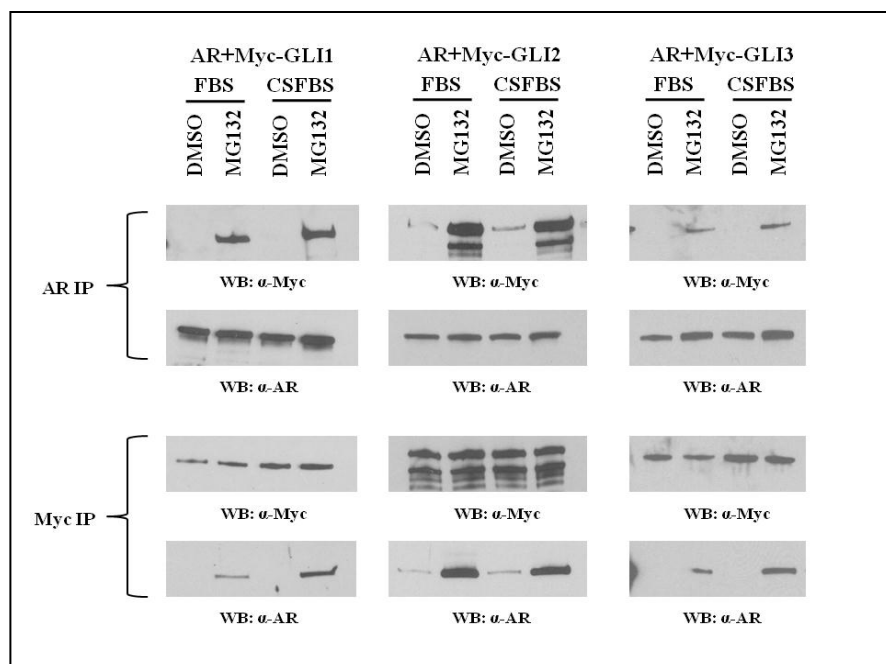 AR+Myc-GLI1 AR+Myc-GLI2 AR+Myc-GLI3
FBS CSFBS FBS CSFBS FBS CSFBS
DMSO MG132 DMSO MG132 DMSO MG132 DMSO MG132 DMSO MG132 DMSO MG132
AR IP
WB: α-Myc WB: α-Myc WB: α-Myc
WB: α-AR WB: α-AR WB: α-AR
Myc IP
WB: α-Myc WB: α-Myc WB: α-Myc
WB: α-AR WB: α-AR WB: α-AR